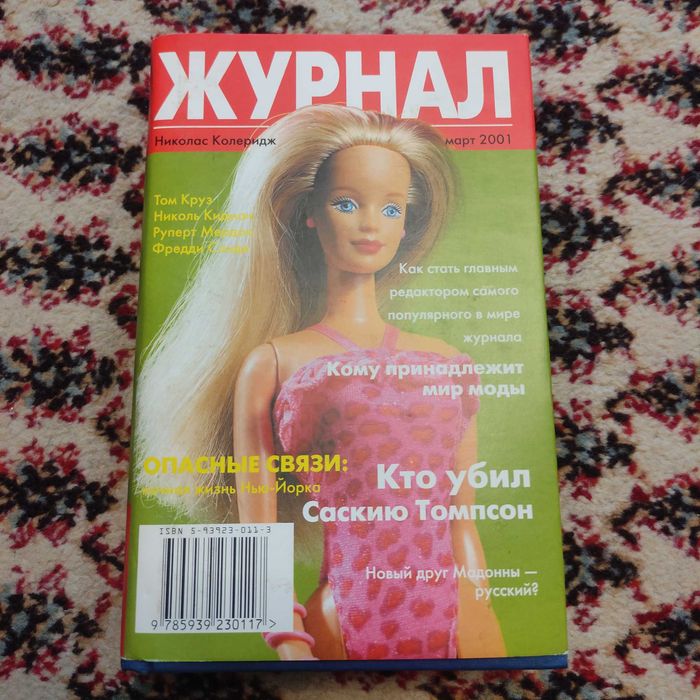 ЖУРНАЛ
Николас Колеридж
март 2001
Том Круз
Николь Кидман
Руперт Мердок
Фредди
Как стать главным
редактором самого
популярного в мире
журнала
Кому принадлежит
мир моды
ОПАСНЫЕ СВЯЗИ:
ночная жизнь Нью-Йорка
Кто убил
Саскию Томпсон
Новый друг Мадонны —
русский?
ISBN 5-93923-011-3
9 785939 230117 >